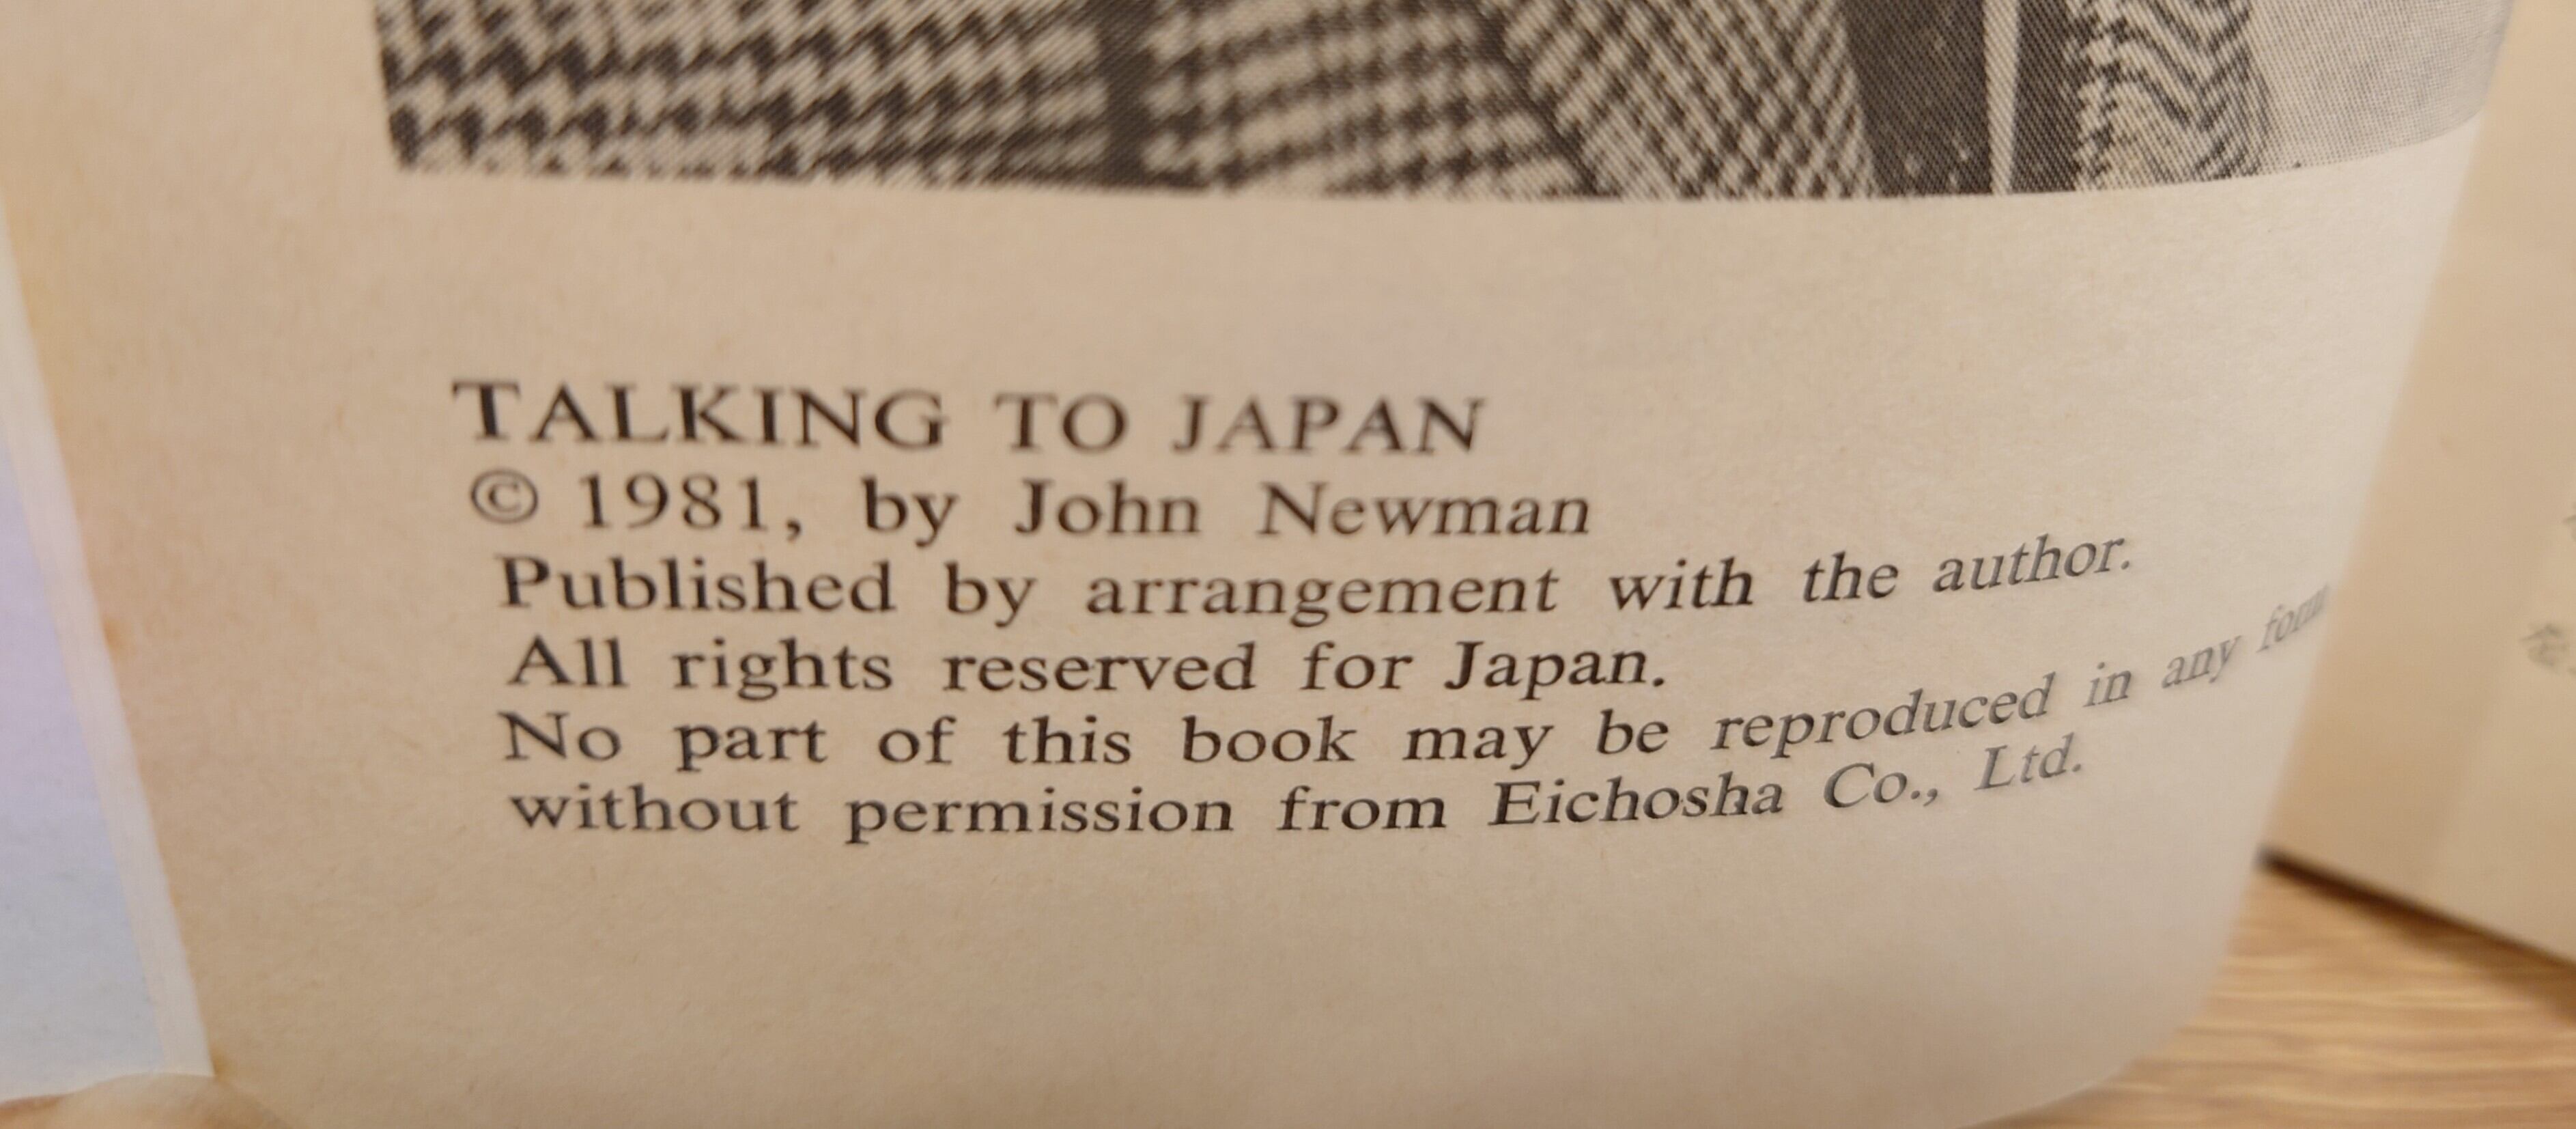 TALKING TO JAPAN
© 1981, by John Newman
Published by arrangement with the author.
All rights reserved for Japan.
No part of this book may be reproduced in any form
without permission from Eichosha Co., Ltd.